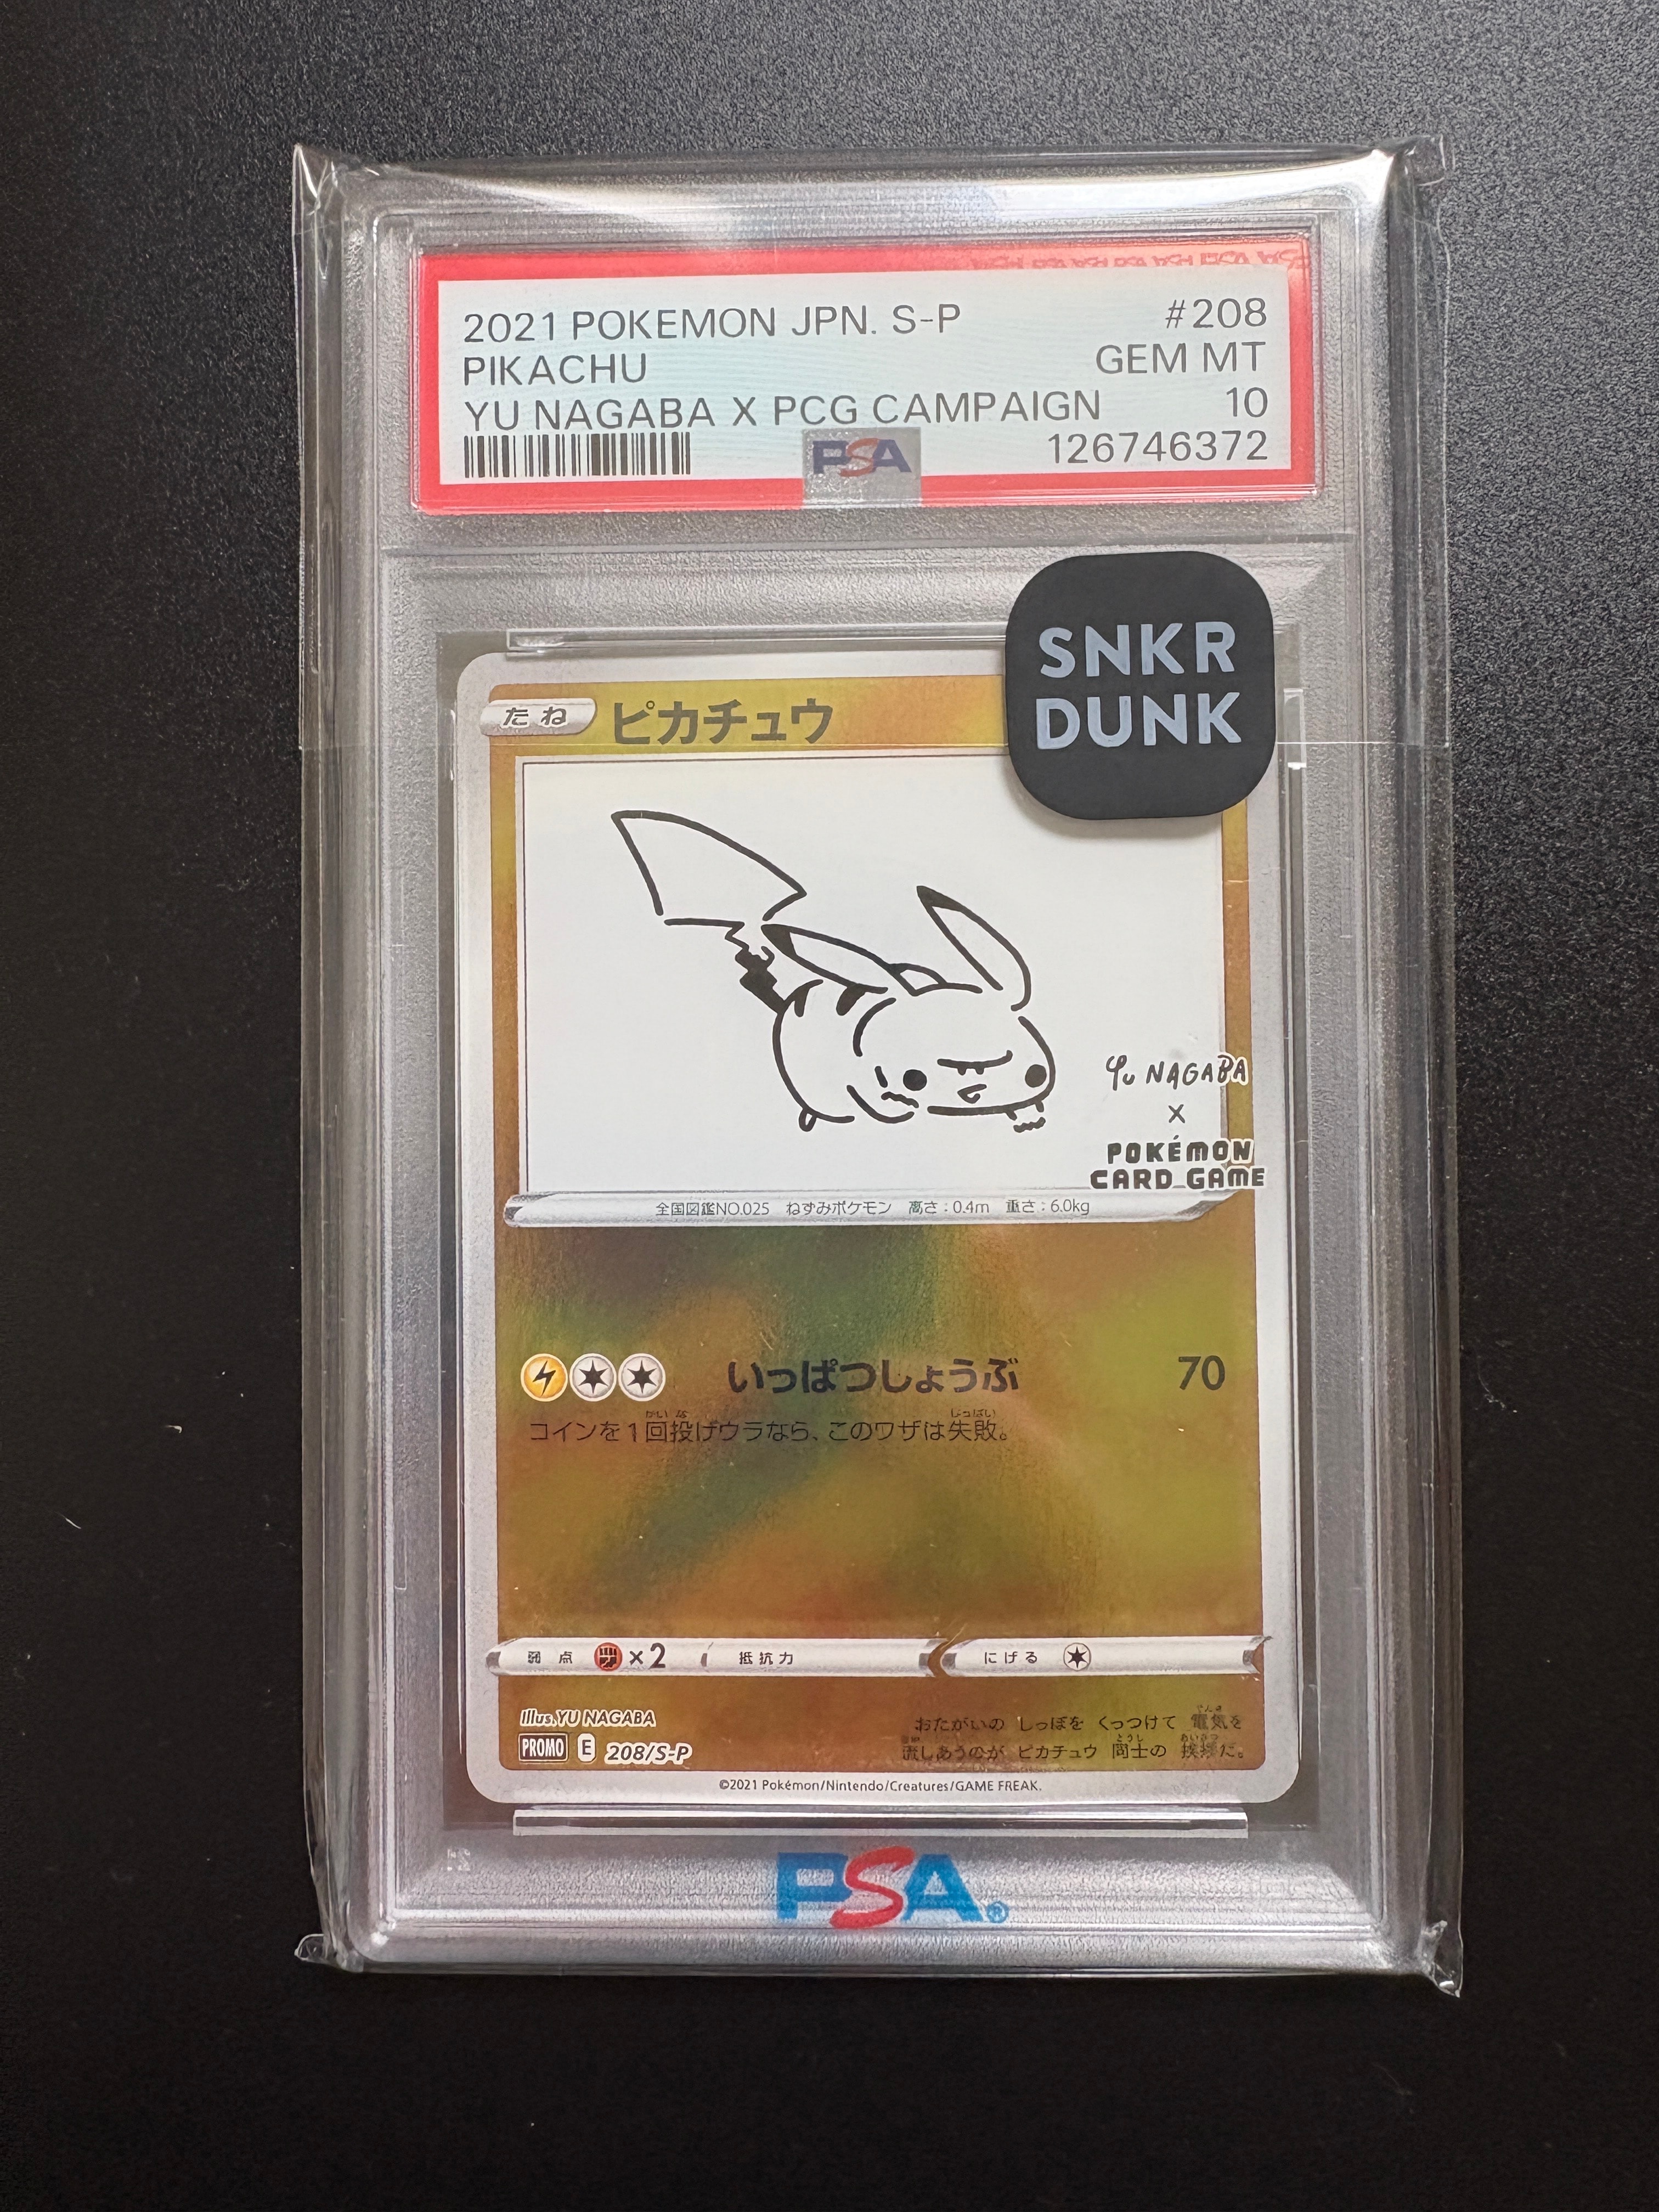 2021 POKEMON JPN. S-P #208
PIKACHU GEM MT
YU NAGABA X PCG CAMPAIGN 10
PSA 126746372
SNKR
DUNK
たね ピカチュウ
Yu NAGABA
X
POKÉMON
CARD GAME
全国図鑑NO.025 ねずみポケモン 高さ:0.4m 重さ:6.0kg
いっぱつしょうぶ 70
コインを1回投げウラなら、このワザは失敗。
弱点 ×2 抵抗力 にげる
Illus. YU NAGABA
おたがいの しっぽを くっつけて 電気を
PROMO E 208/S-P
流しあうのが ピカチュウ 同士の 挨拶だ。
©2021 Pokémon/Nintendo/Creatures/GAME FREAK.
PSA®